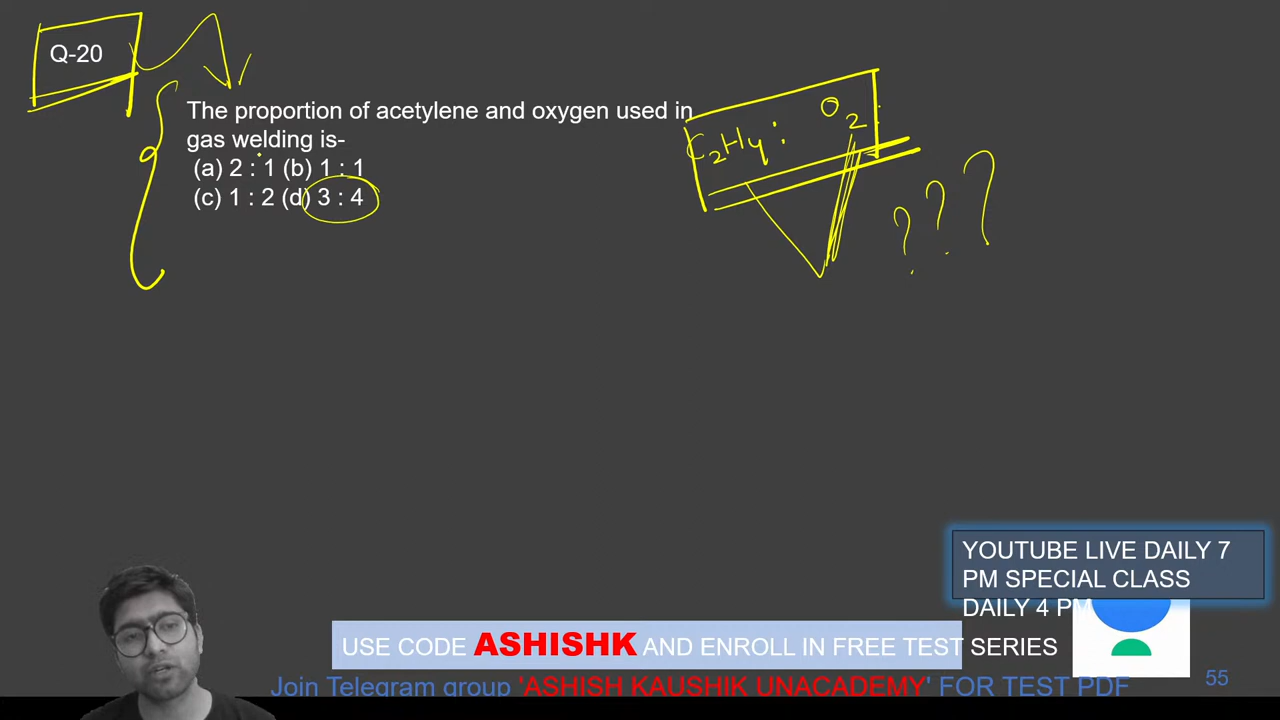 Q-20
The proportion of acetylene and oxygen used in
gas welding is-
(a) 2 : 1 (b) 1 : 1
(c) 1 : 2 (d) 3 : 4
C2H4 : O2
? ? ?
YOUTUBE LIVE DAILY 7
PM SPECIAL CLASS
DAILY 4 PM
USE CODE ASHISHK AND ENROLL IN FREE TEST SERIES
Join Telegram group 'ASHISH KAUSHIK UNACADEMY' FOR TEST PDF
55